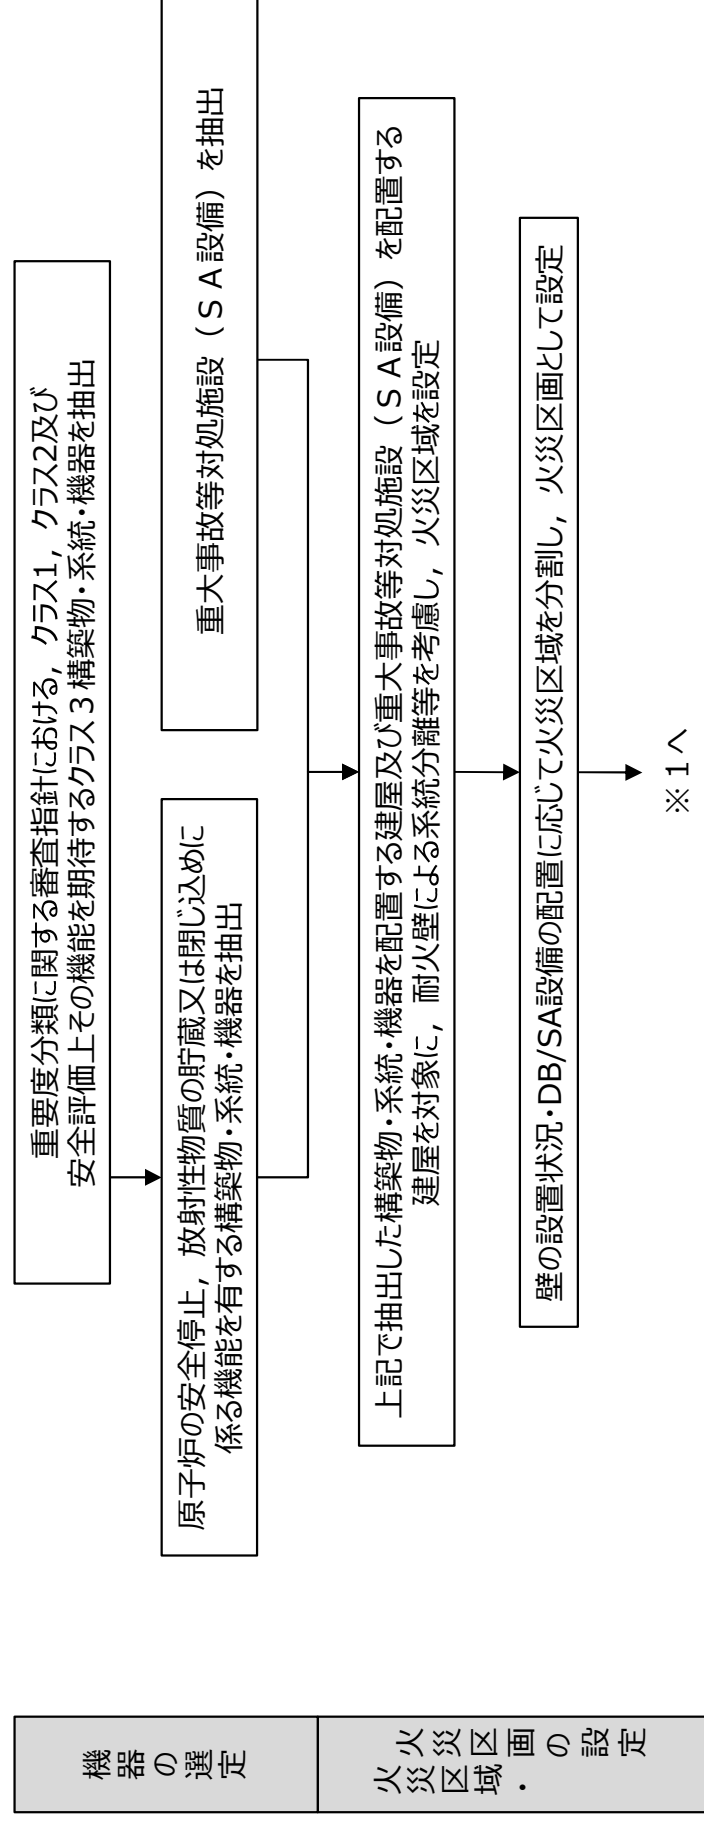 機器の選定
重要度分類に関する審査指針における，クラス1，クラス2及び
安全評価上その機能を期待するクラス３構築物・系統・機器を抽出
原子炉の安全停止，放射性物質の貯蔵又は閉じ込めに
係る機能を有する構築物・系統・機器を抽出
重大事故等対処施設（ＳＡ設備）を抽出
火災区域・
火災区画の設定
上記で抽出した構築物・系統・機器を配置する建屋及び重大事故等対処施設（ＳＡ設備）を配置する
建屋を対象に，耐火壁による系統分離等を考慮し，火災区域を設定
壁の設置状況・DB/SA設備の配置に応じて火災区域を分割し，火災区画として設定
※１へ